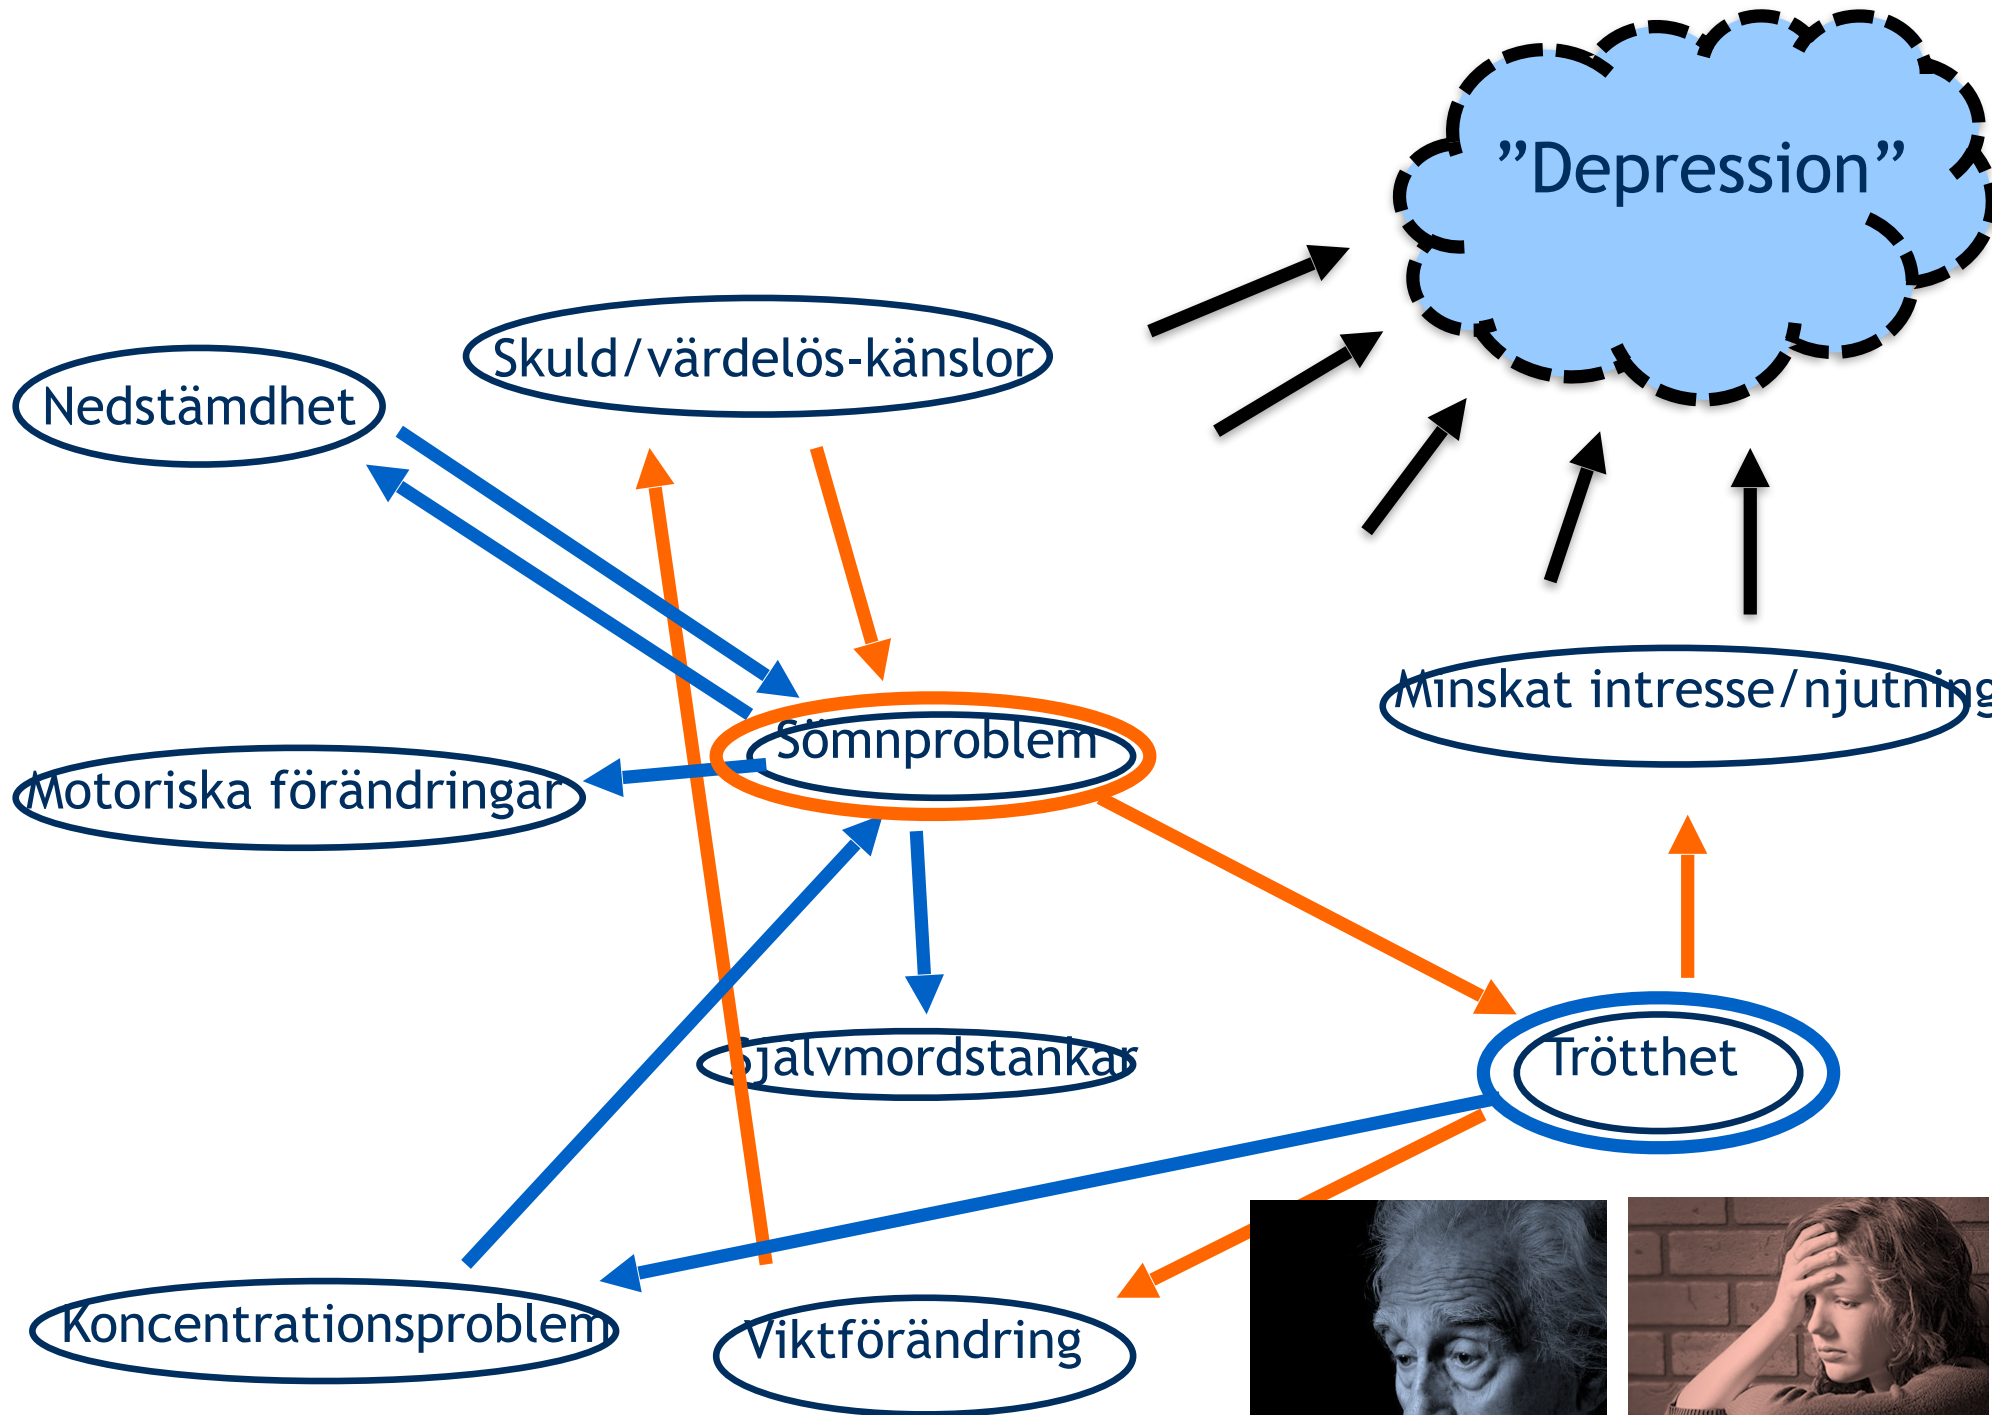 ”Depression”
Skuld/värdelös-känslor
Nedstämdhet
Minskat intresse/njutning
Sömnproblem
Motoriska förändringar
Självmordstankar
Trötthet
Koncentrationsproblem
Viktförändring